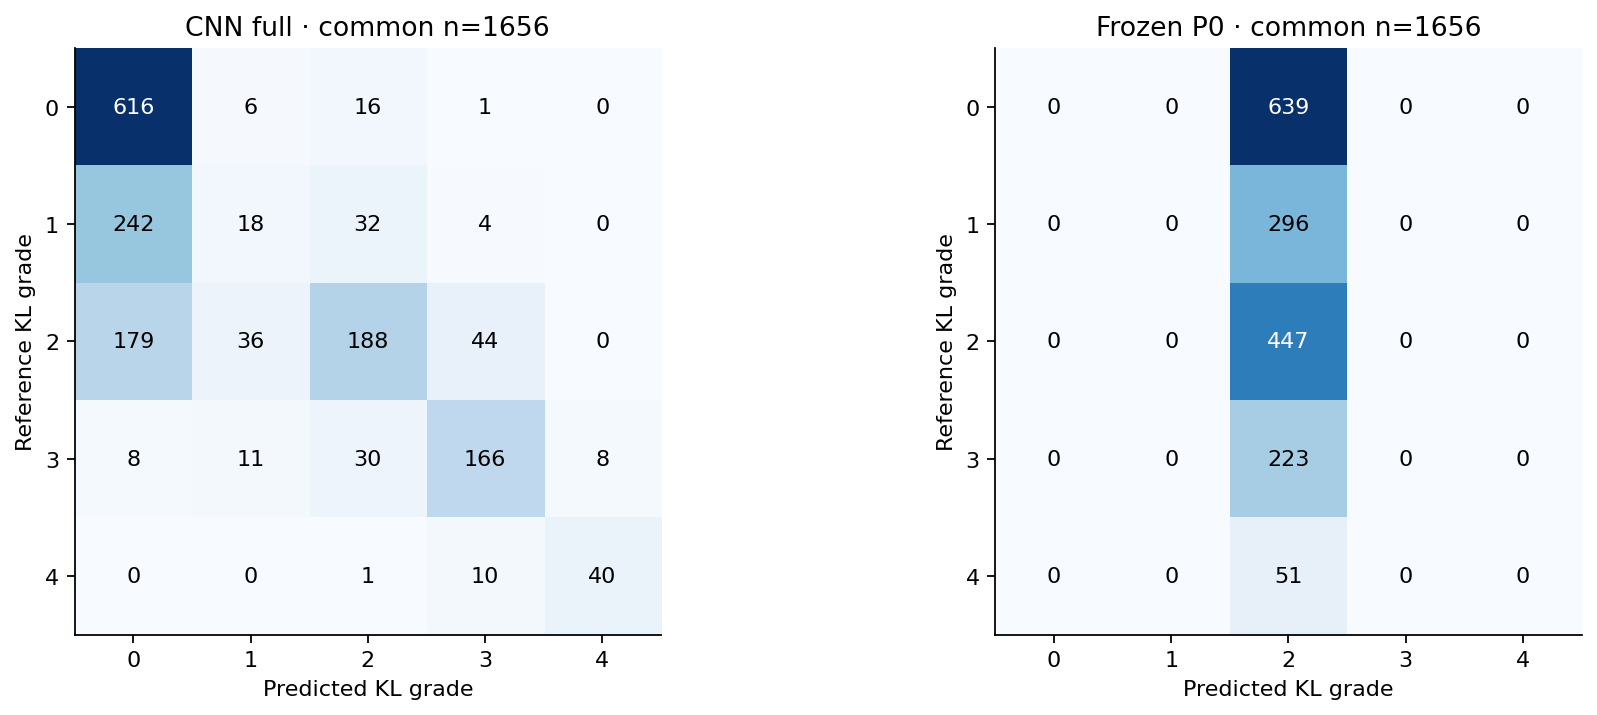 CNN full · common n=1656
Reference KL grade
0 616 6 16 1 0
1 242 18 32 4 0
2 179 36 188 44 0
3 8 11 30 166 8
4 0 0 1 10 40
0 1 2 3 4
Predicted KL grade
Frozen P0 · common n=1656
Reference KL grade
0 0 0 639 0 0
1 0 0 296 0 0
2 0 0 447 0 0
3 0 0 223 0 0
4 0 0 51 0 0
0 1 2 3 4
Predicted KL grade